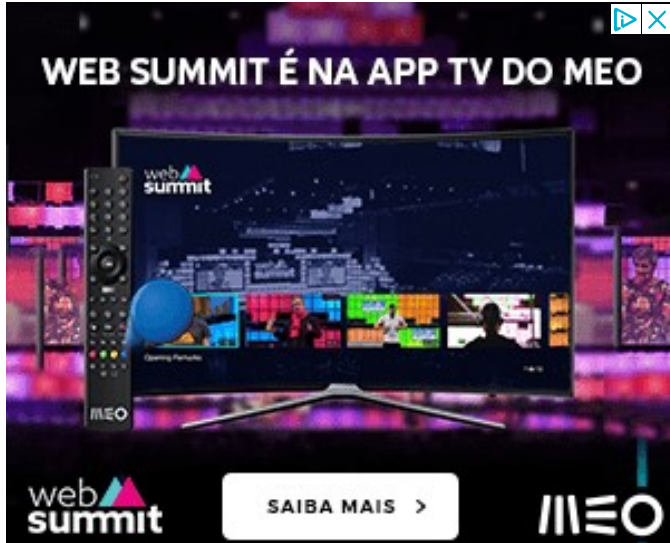 WEB SUMMIT É NA APP TV DO MEO
web
summit
Opening Remarks
MEO
web
summit
SAIBA MAIS >
MEO